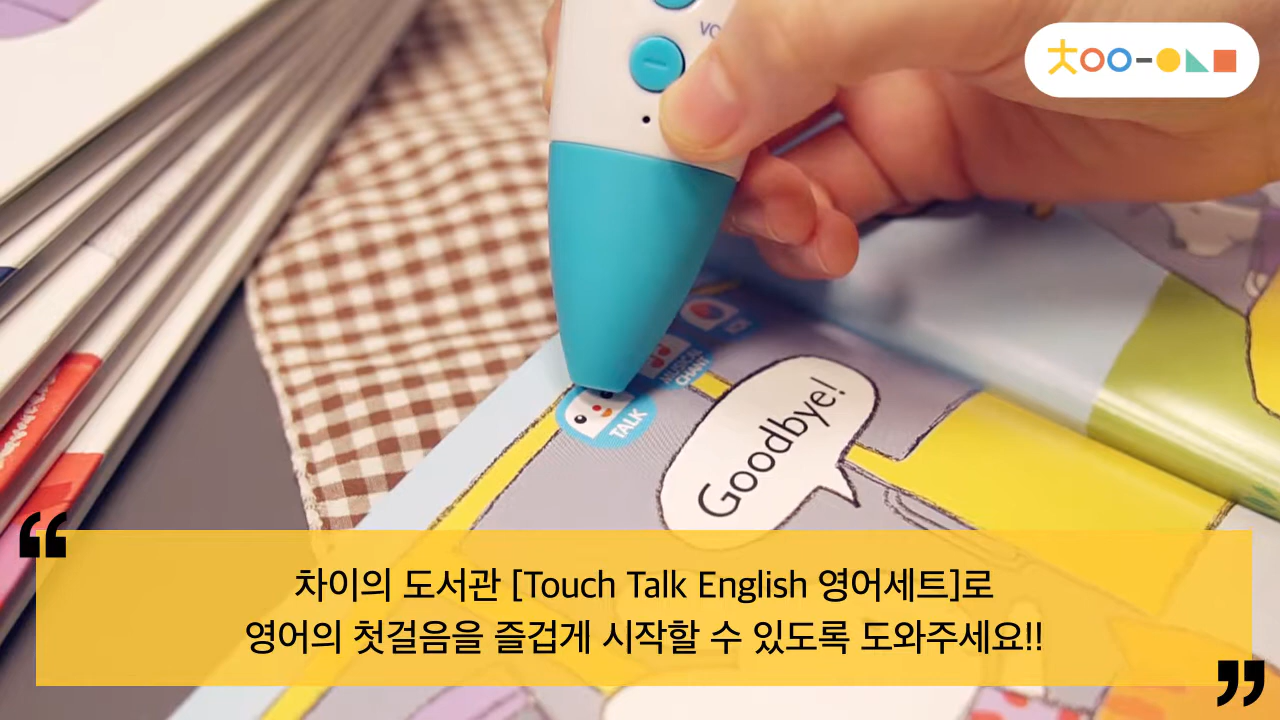 TALK
MUSICAL
CHANT
Goodbye!
차이의 도서관 [Touch Talk English 영어세트]로
영어의 첫걸음을 즐겁게 시작할 수 있도록 도와주세요!!